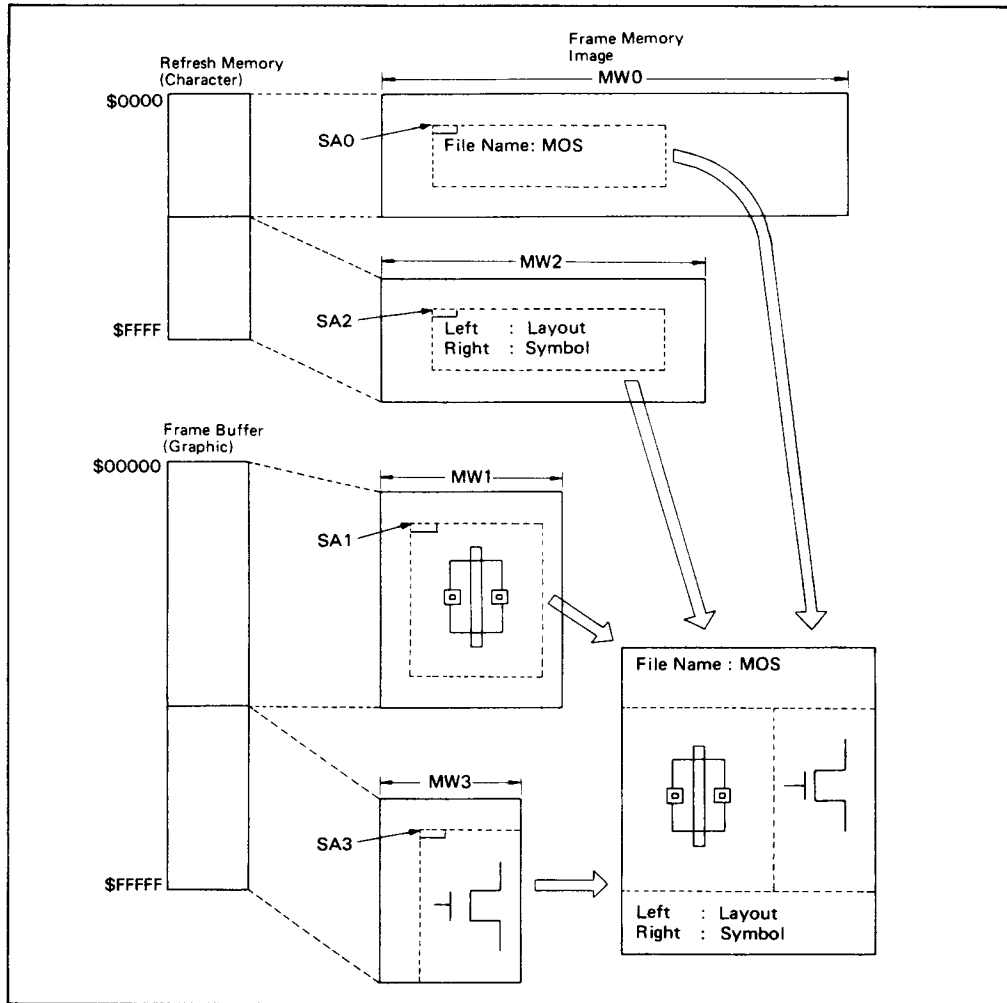 Frame Memory
Image
Refresh Memory
(Character)
MW0
$0000
SA0
File Name: MOS
MW2
SA2
Left : Layout
Right : Symbol
$FFFF
Frame Buffer
(Graphic)
$00000
MW1
SA1
File Name : MOS
MW3
SA3
$FFFFF
Left : Layout
Right : Symbol